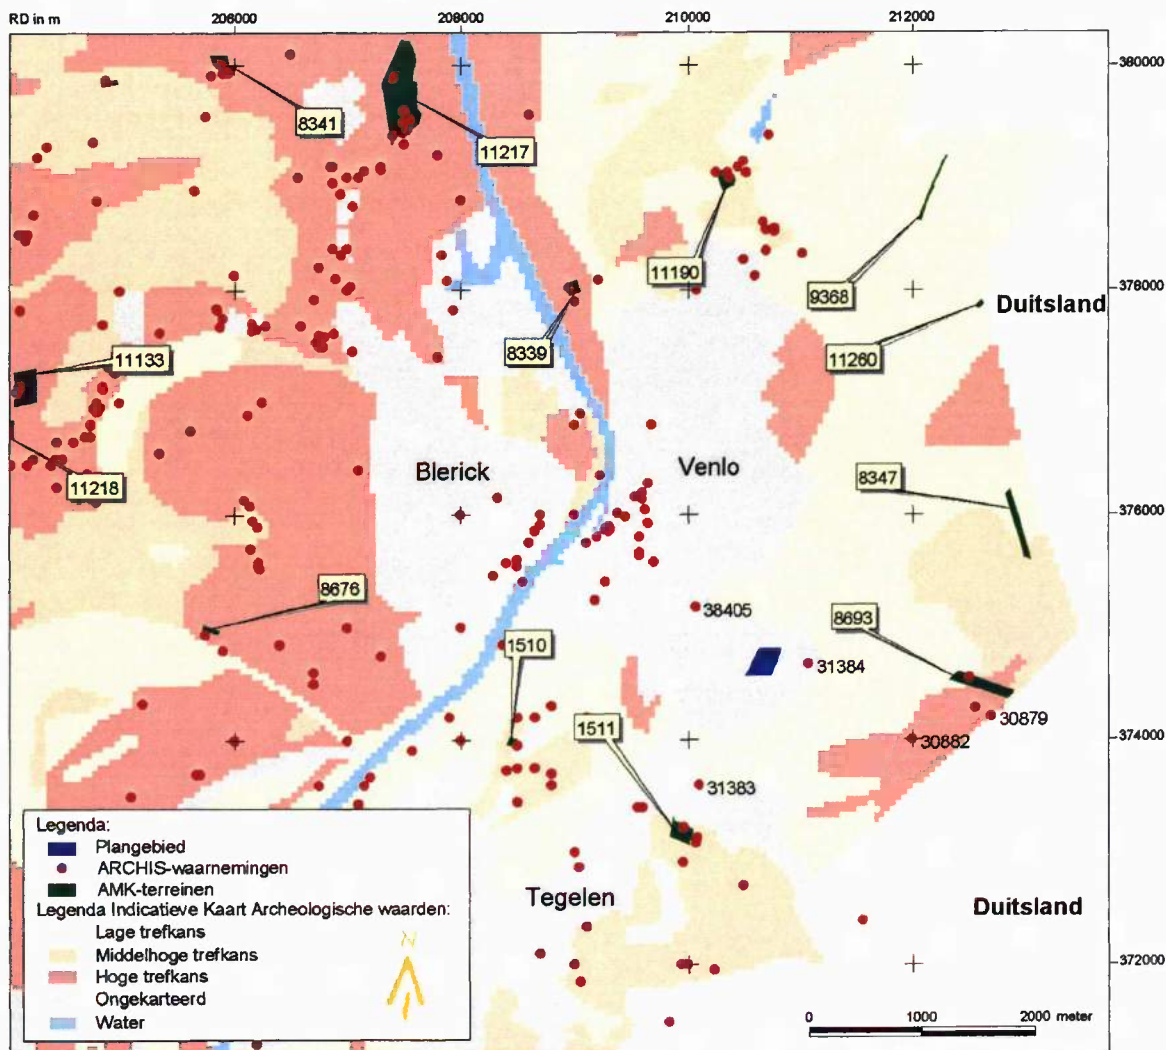 RD in m
206000
208000
210000
212000
380000
8341
11217
11190
9368
378000
Duitsland
8339
11260
11133
Blerick
Venlo
11218
8347
376000
8676
38405
8693
1510
31384
1511
30879
30882
374000
31383
Legenda:
Plangebied
ARCHIS-waarnemingen
AMK-terreinen
Legenda Indicatieve Kaart Archeologische waarden:
Lage trefkans
Middelhoge trefkans
Hoge trefkans
Ongekarteerd
Water
N
Tegelen
Duitsland
372000
0 1000 2000 meter